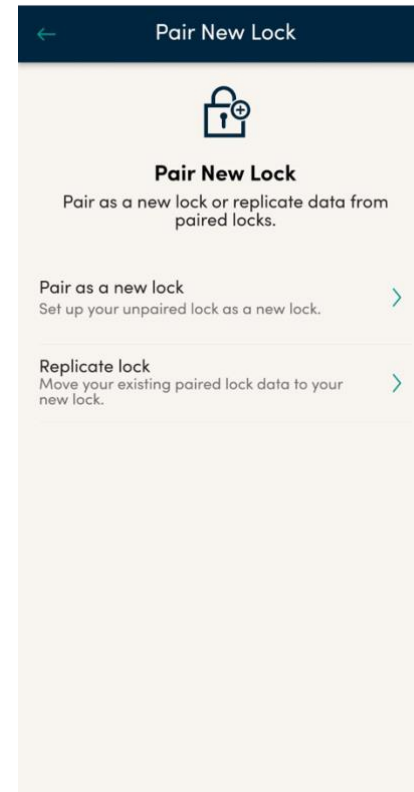 Pair New Lock
Pair New Lock
Pair as a new lock or replicate data from
paired locks.
Pair as a new lock
Set up your unpaired lock as a new lock.
Replicate lock
Move your existing paired lock data to your
new lock.